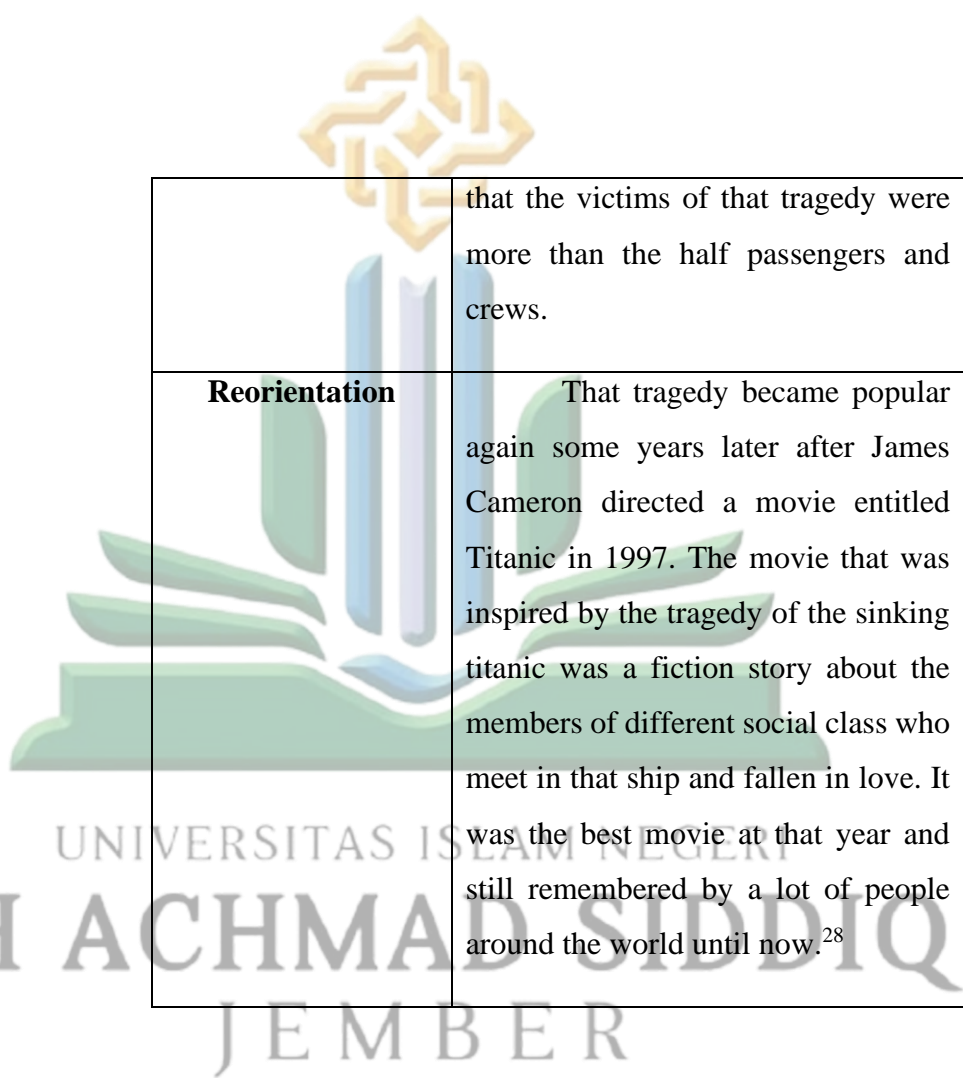 that the victims of that tragedy were
more than the half passengers and
crews.
Reorientation
That tragedy became popular
again some years later after James
Cameron directed a movie entitled
Titanic in 1997. The movie that was
inspired by the tragedy of the sinking
titanic was a fiction story about the
members of different social class who
meet in that ship and fallen in love. It
was the best movie at that year and
still remembered by a lot of people
around the world until now.28
UNIVERSITAS ISLAM NEGERI
H ACHMAD SIDDIQ
JEMBER